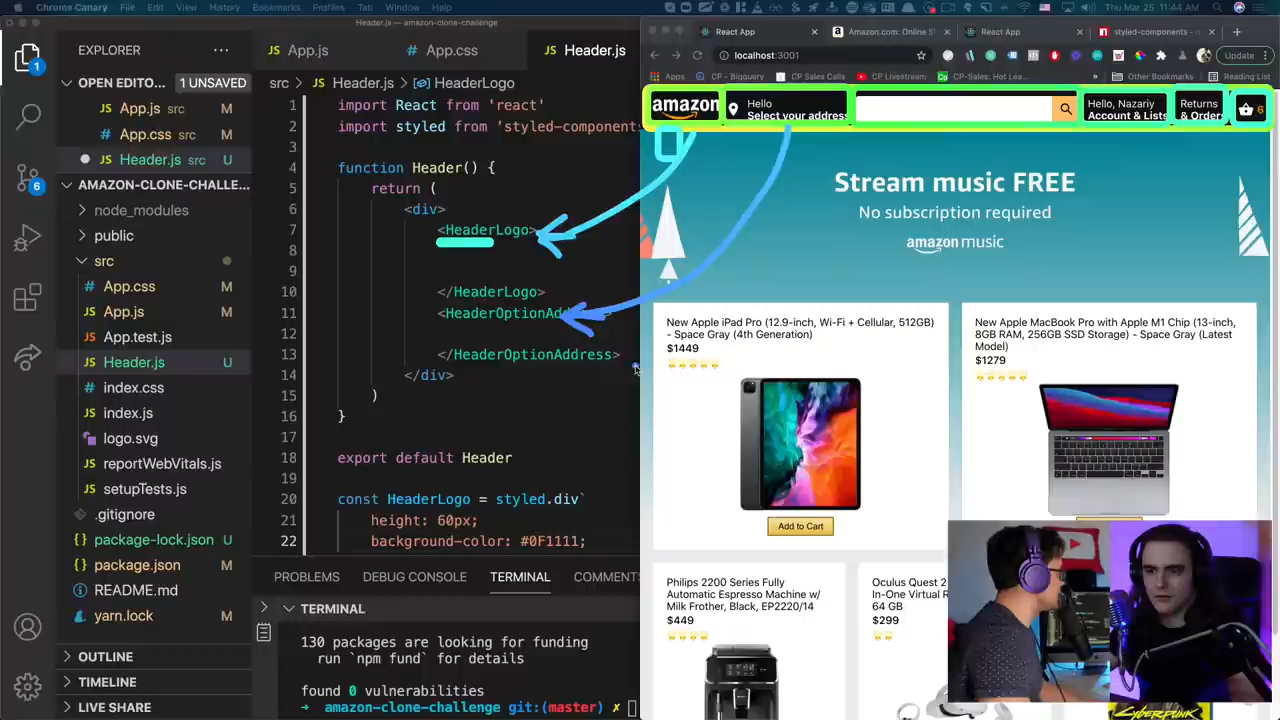 Chrome Canary File Edit View History Bookmarks Profiles Tab Window Help
Thu Mar 25 11:44 AM
Header.js — amazon-clone-challenge
EXPLORER
OPEN EDITO... 1 UNSAVED
App.js src M
App.css src M
Header.js src U
AMAZON-CLONE-CHALLE...
node_modules
public
src
App.css M
App.js M
App.test.js
Header.js U
index.css
index.js
logo.svg
reportWebVitals.js
setupTests.js
.gitignore
package-lock.json U
package.json M
README.md
yarn.lock M
OUTLINE
TIMELINE
LIVE SHARE
1
6
App.js App.css Header.js
src > Header.js > HeaderLogo
1 import React from 'react'
2 import styled from 'styled-component
3
4 function Header() {
5 return (
6 <div>
7 <HeaderLogo>
8
9
10 </HeaderLogo>
11 <HeaderOptionAd
12
13 </HeaderOptionAddress>
14 </div>
15 )
16 }
17
18 export default Header
19
20 const HeaderLogo = styled.div`
21 height: 60px;
22 background-color: #0F1111;
PROBLEMS DEBUG CONSOLE TERMINAL COMMENTS
TERMINAL
130 packages are looking for funding
run `npm fund` for details
found 0 vulnerabilities
→ amazon-clone-challenge git:(master) ✗
React App Amazon.com: Online S React App styled-components - n
localhost:3001
Update
Apps CP - Bigquery CP Sales Calls CP Livestream CP-Sales: Hot Lea... Other Bookmarks Reading List
amazon
Hello
Select your address
Hello, Nazariy
Account & Lists
Returns
& Orders
6
Stream music FREE
No subscription required
amazon music
New Apple iPad Pro (12.9-inch, Wi-Fi + Cellular, 512GB)
- Space Gray (4th Generation)
$1449
Add to Cart
New Apple MacBook Pro with Apple M1 Chip (13-inch,
8GB RAM, 256GB SSD Storage) - Space Gray (Latest
Model)
$1279
Philips 2200 Series Fully
Automatic Espresso Machine w/
Milk Frother, Black, EP2220/14
$449
Oculus Quest 2
In-One Virtual R
64 GB
$299
CYBERPUNK